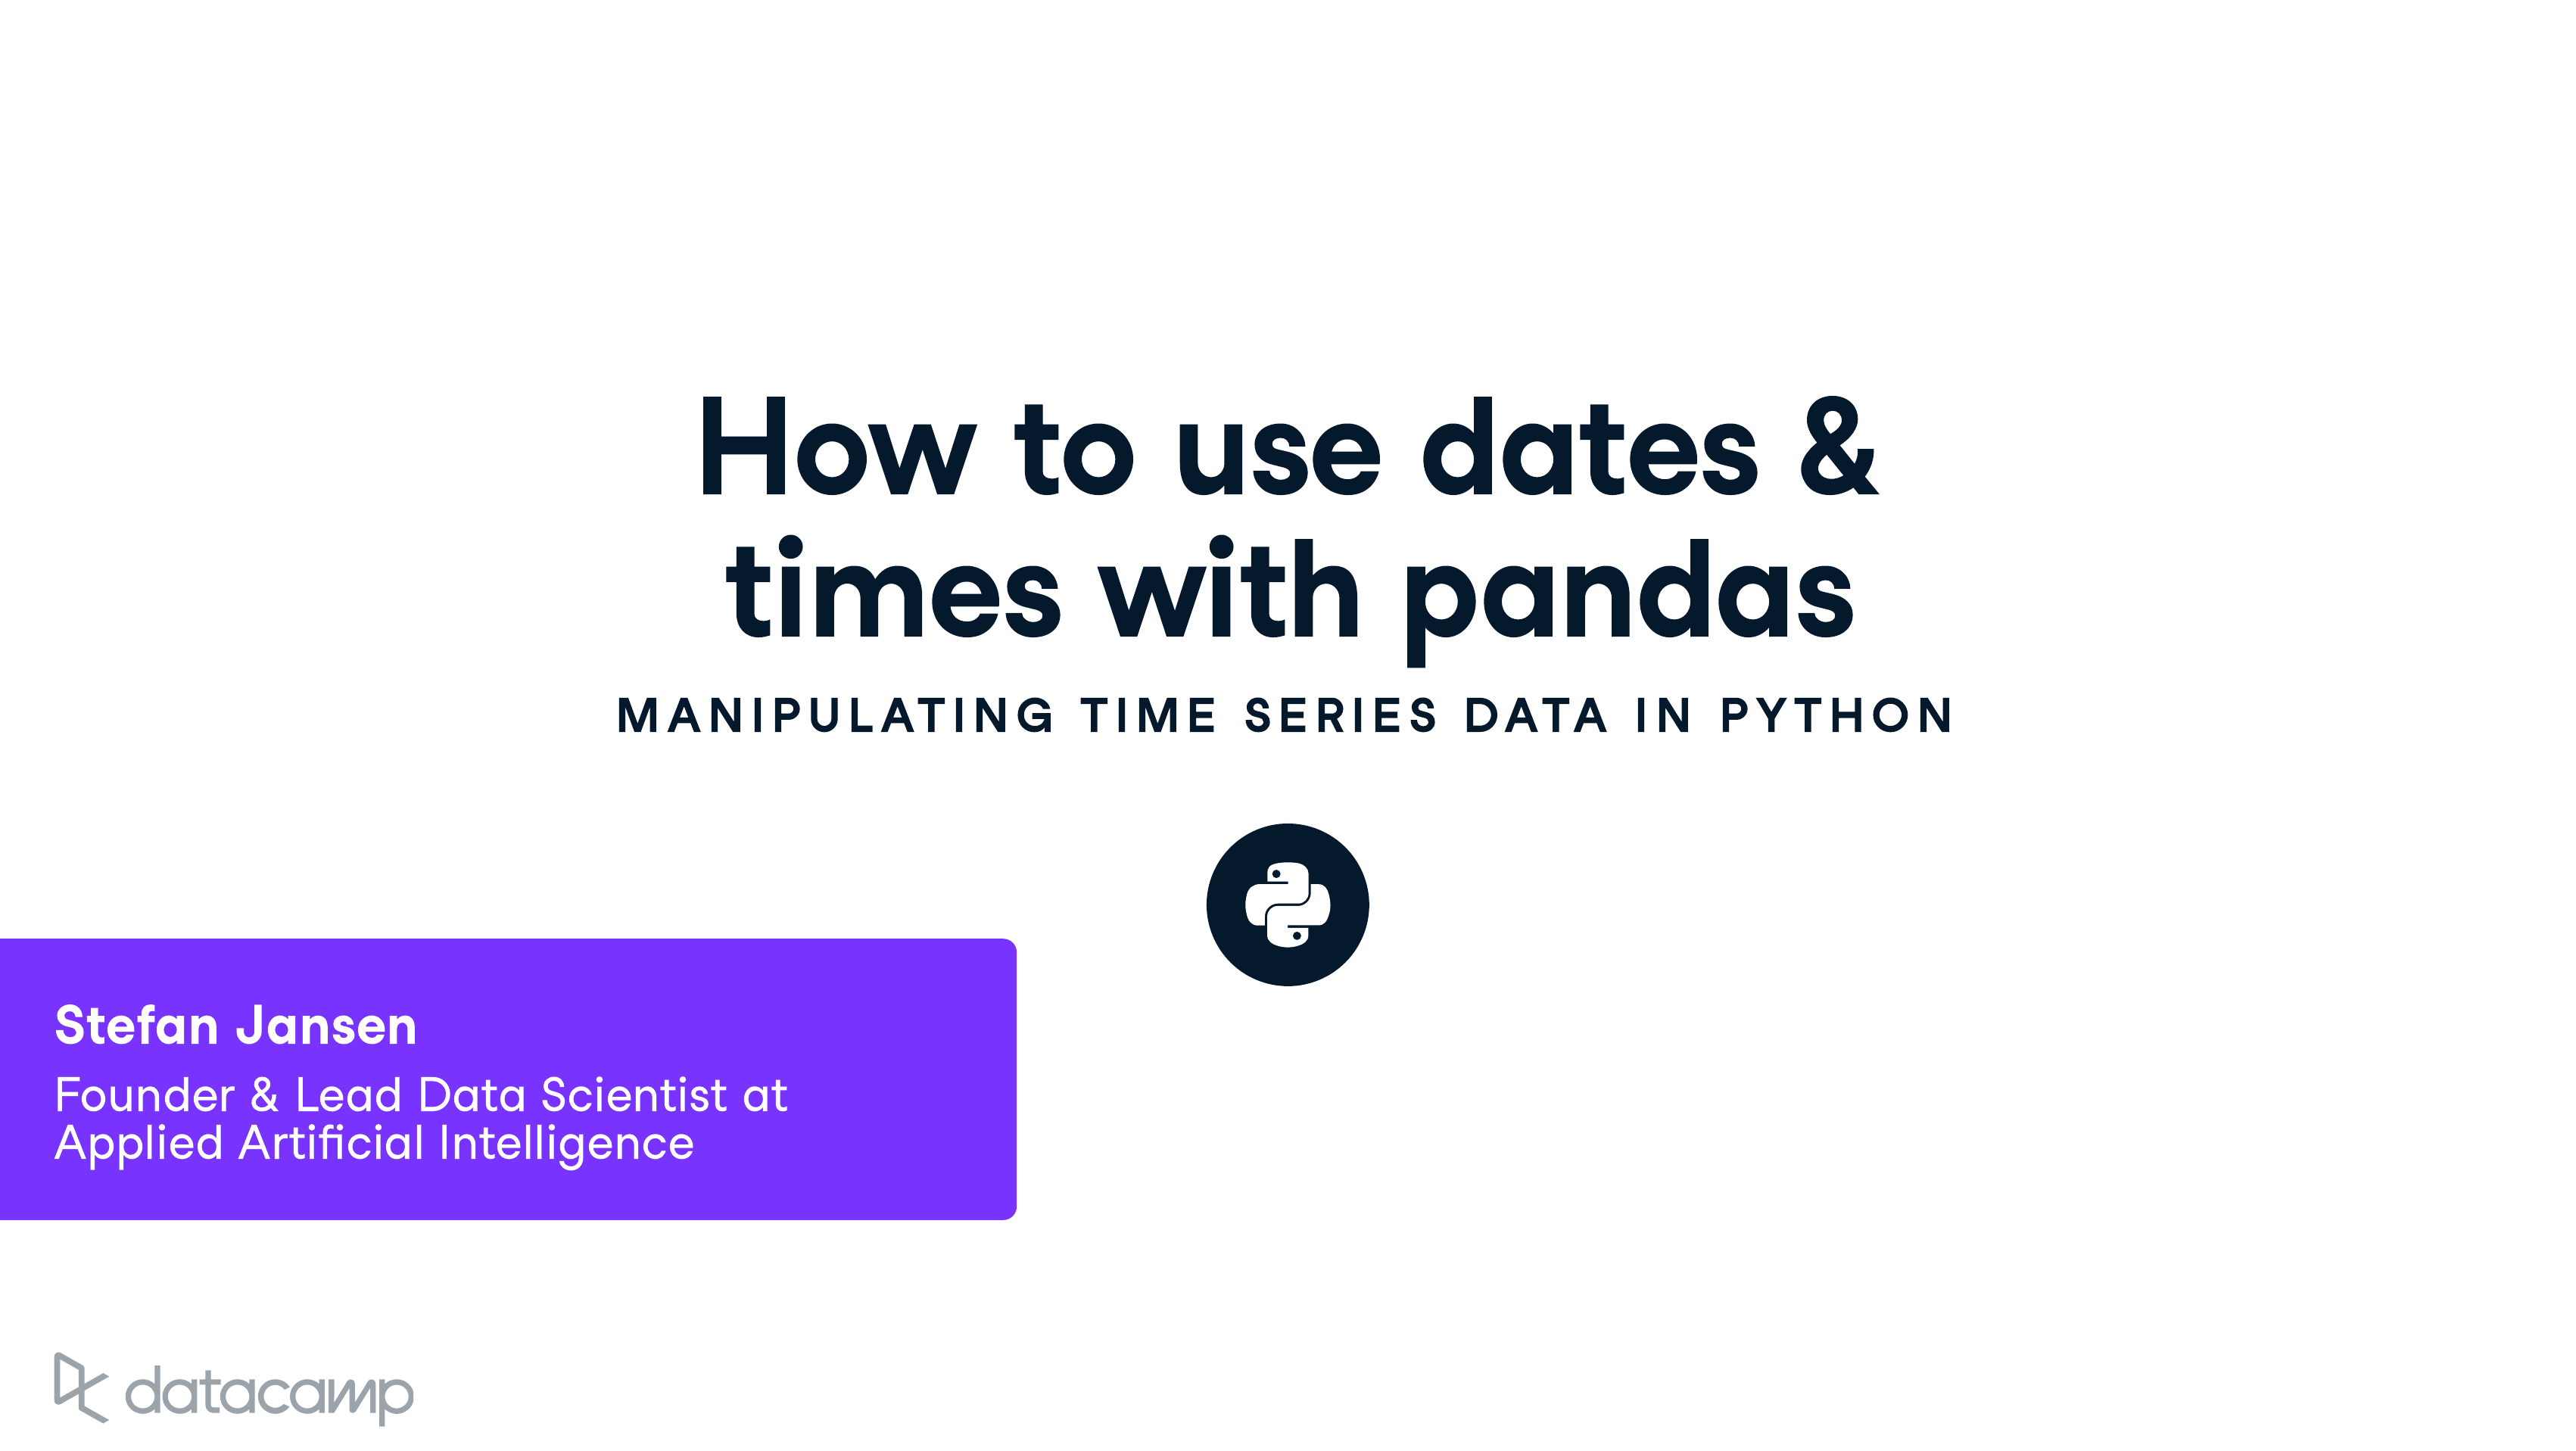 How to use dates &
times with pandas
MANIPULATING TIME SERIES DATA IN PYTHON
Stefan Jansen
Founder & Lead Data Scientist at
Applied Artificial Intelligence
datacamp